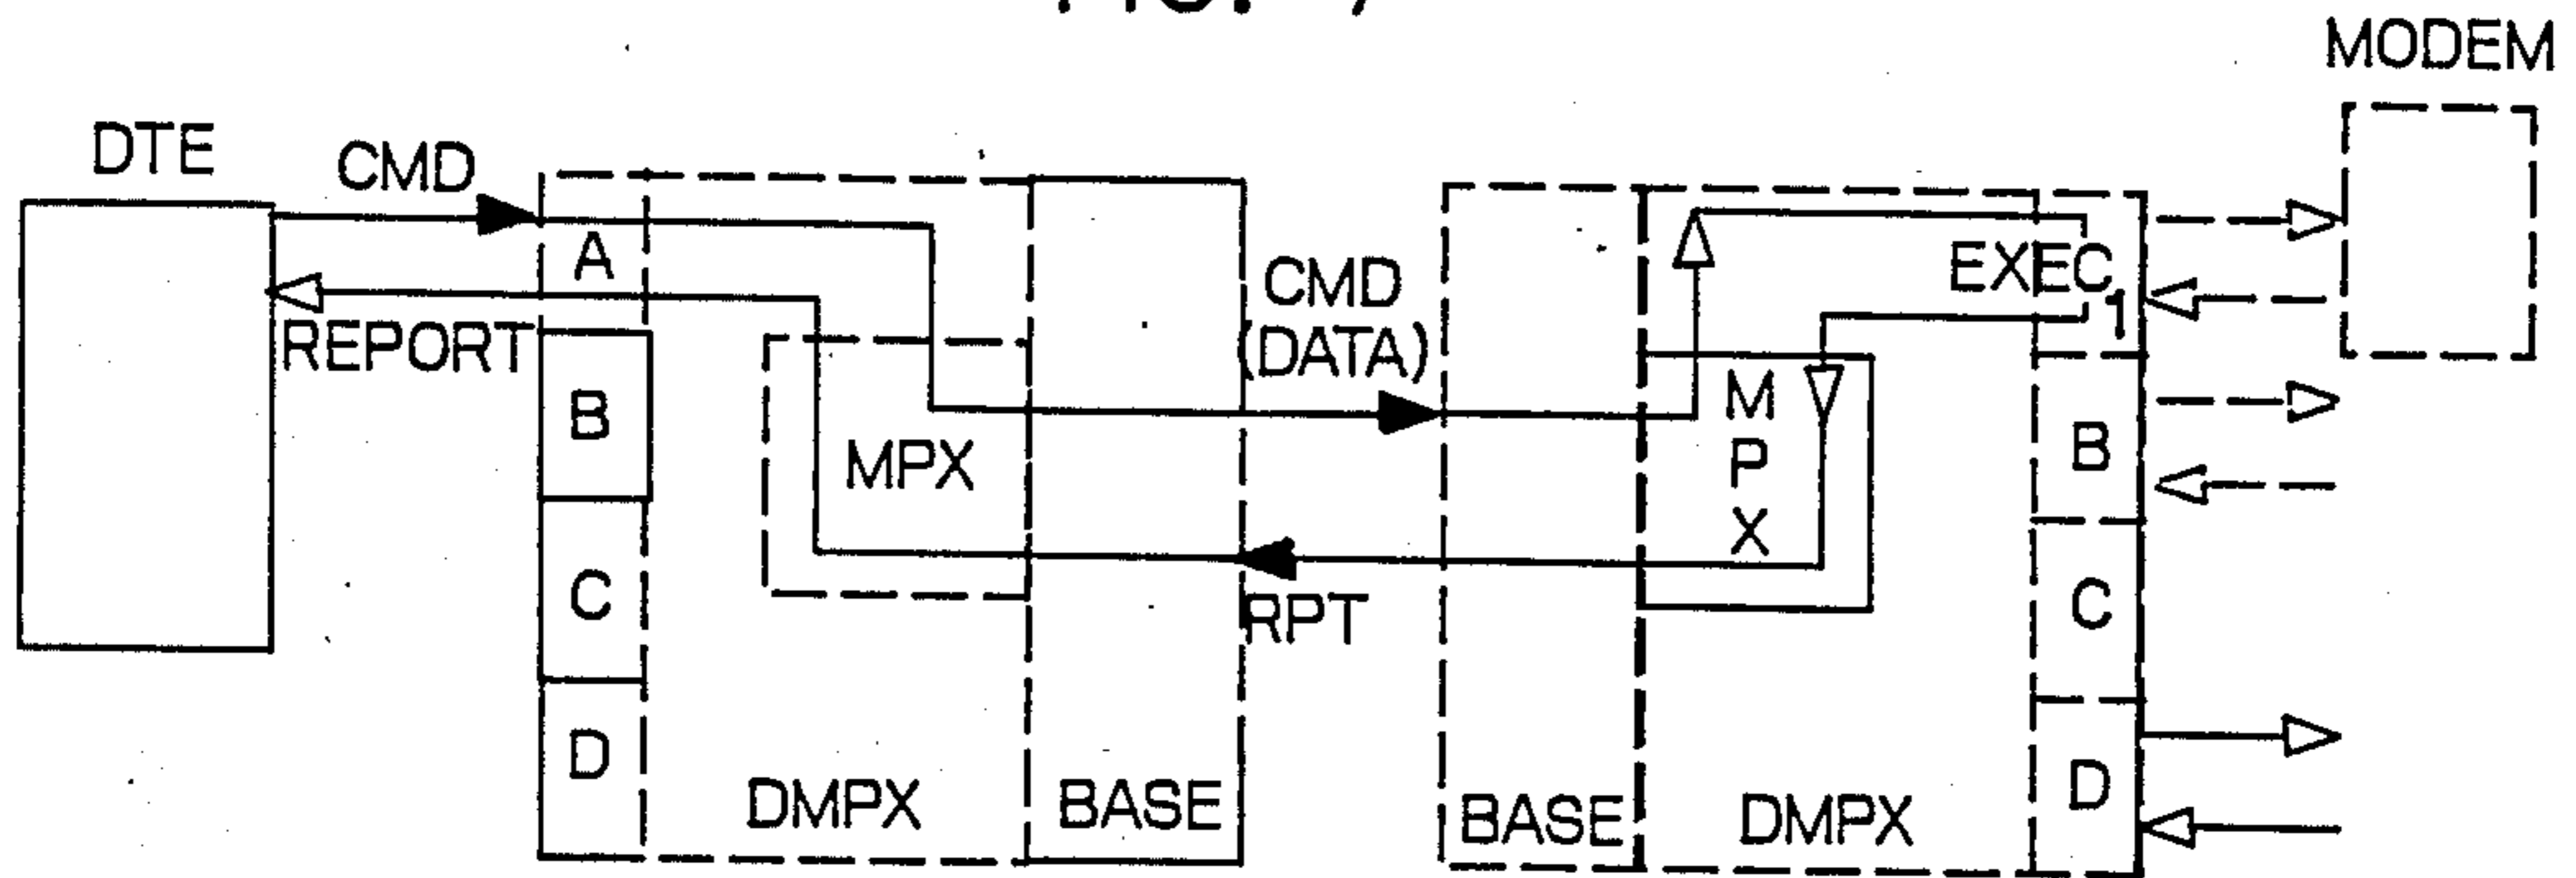 MODEM
DTE
CMD
A
REPORT
B
C
D
MPX
DMPX
BASE
CMD
(DATA)
RPT
BASE
M
P
X
DMPX
EXEC
1
B
C
D